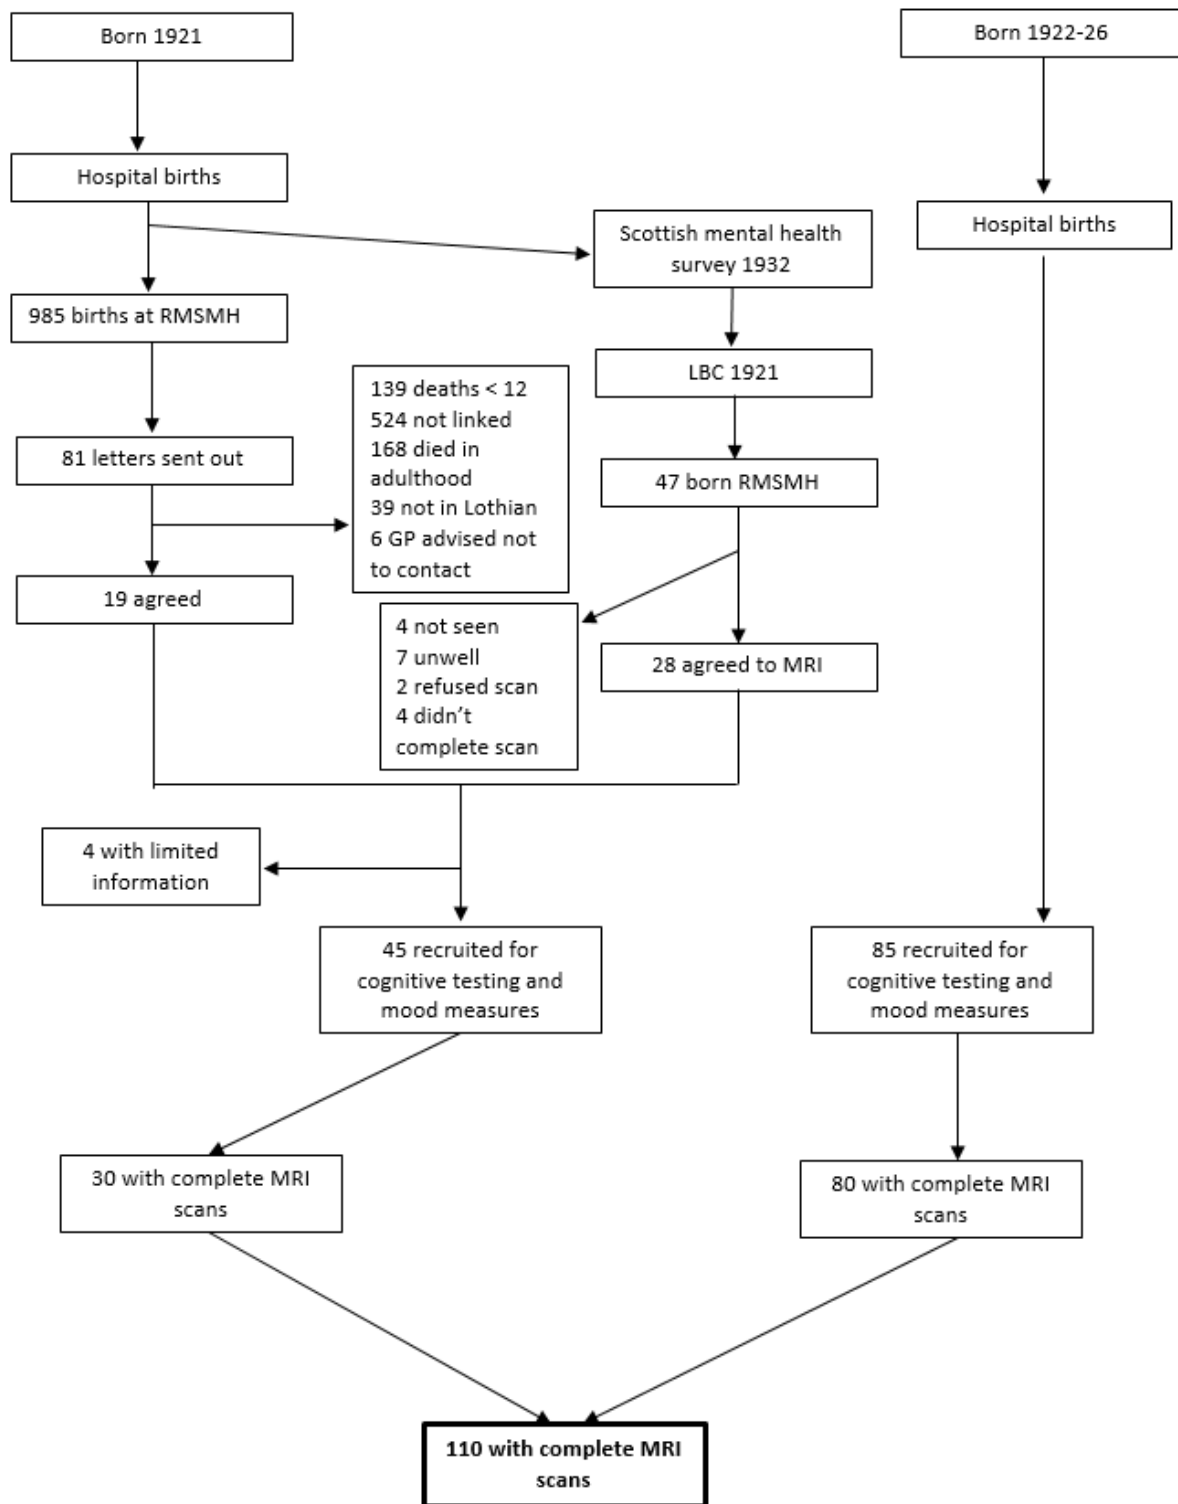 Born 1921
Born 1922-26
Hospital births
Hospital births
Scottish mental health
survey 1932
985 births at RMSMH
LBC 1921
139 deaths < 12
524 not linked
168 died in
adulthood
39 not in Lothian
6 GP advised not
to contact
81 letters sent out
47 born RMSMH
19 agreed
4 not seen
7 unwell
2 refused scan
4 didn’t
complete scan
28 agreed to MRI
4 with limited
information
45 recruited for
cognitive testing and
mood measures
85 recruited for
cognitive testing and
mood measures
30 with complete MRI
scans
80 with complete MRI
scans
110 with complete MRI
scans